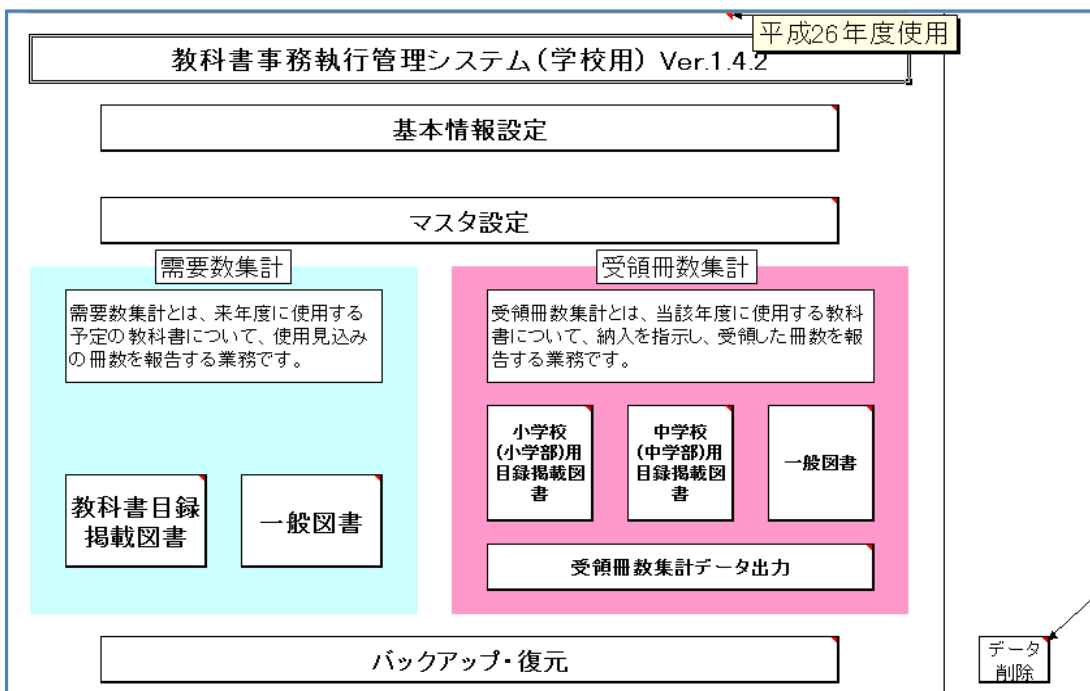 平成26年度使用
教科書事務執行管理システム(学校用) Ver.1.4.2
基本情報設定
マスタ設定
需要数集計
需要数集計とは、来年度に使用する
予定の教科書について、使用見込み
の冊数を報告する業務です。
教科書目録
掲載図書
一般図書
受領冊数集計
受領冊数集計とは、当該年度に使用する教科
書について、納入を指示し、受領した冊数を報
告する業務です。
小学校
(小学部)用
目録掲載図
書
中学校
(中学部)用
目録掲載図
書
一般図書
受領冊数集計データ出力
バックアップ・復元
データ
削除